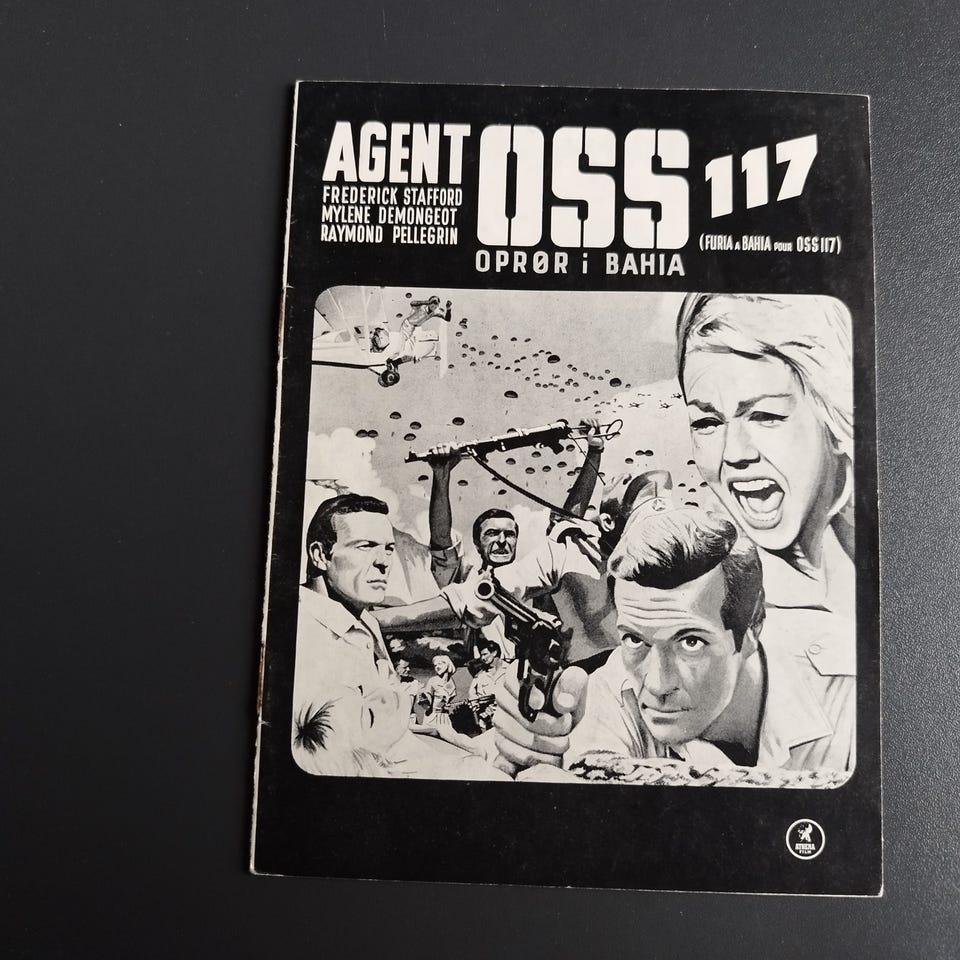 AGENT OSS 117
FREDERICK STAFFORD
MYLENE DEMONGEOT
RAYMOND PELLEGRIN
(FURIA A BAHIA POUR OSS 117)
OPRØR i BAHIA
ATHENA
FILM